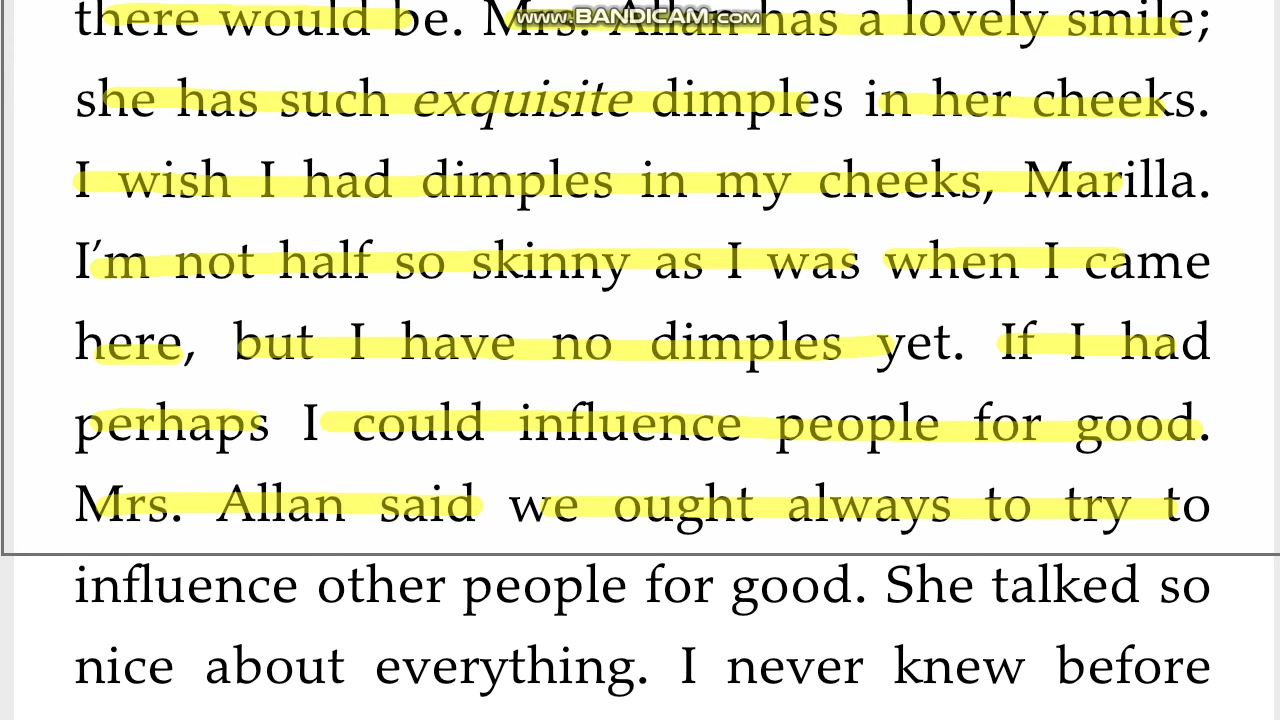 www.BANDICAM.com
there would be. Mrs. Allan has a lovely smile;
she has such exquisite dimples in her cheeks.
I wish I had dimples in my cheeks, Marilla.
I’m not half so skinny as I was when I came
here, but I have no dimples yet. If I had
perhaps I could influence people for good.
Mrs. Allan said we ought always to try to
influence other people for good. She talked so
nice about everything. I never knew before